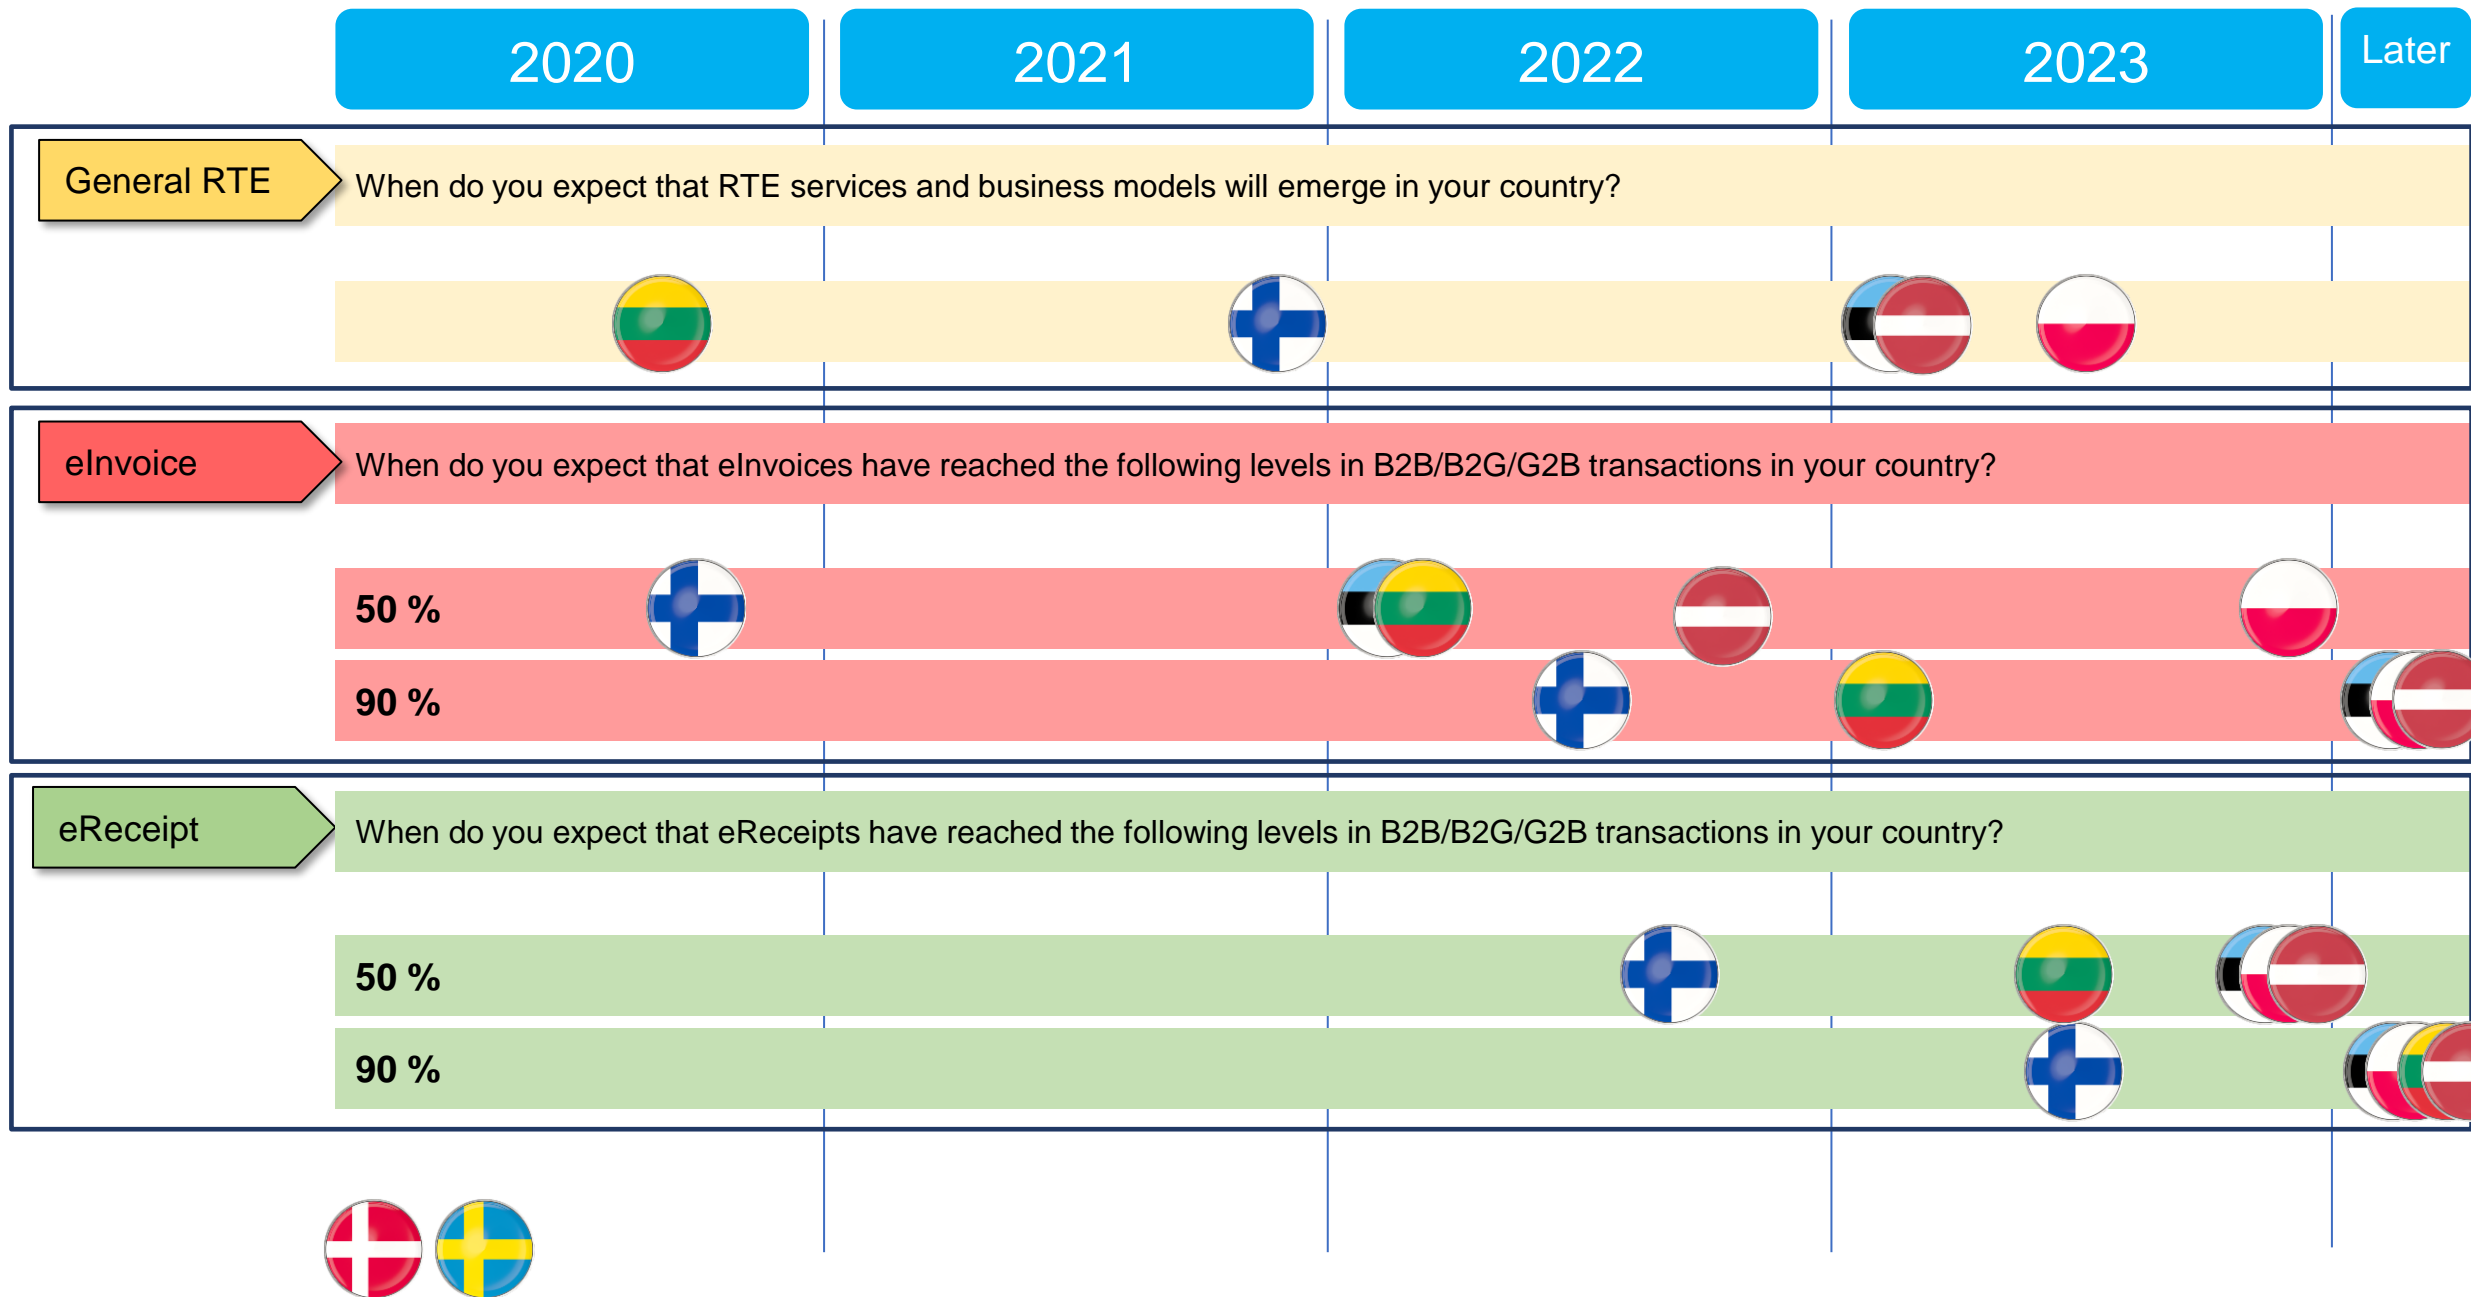 2020
2021
2022
2023
Later
General RTE
When do you expect that RTE services and business models will emerge in your country?
eInvoice
When do you expect that eInvoices have reached the following levels in B2B/B2G/G2B transactions in your country?
50 %
90 %
eReceipt
When do you expect that eReceipts have reached the following levels in B2B/B2G/G2B transactions in your country?
50 %
90 %